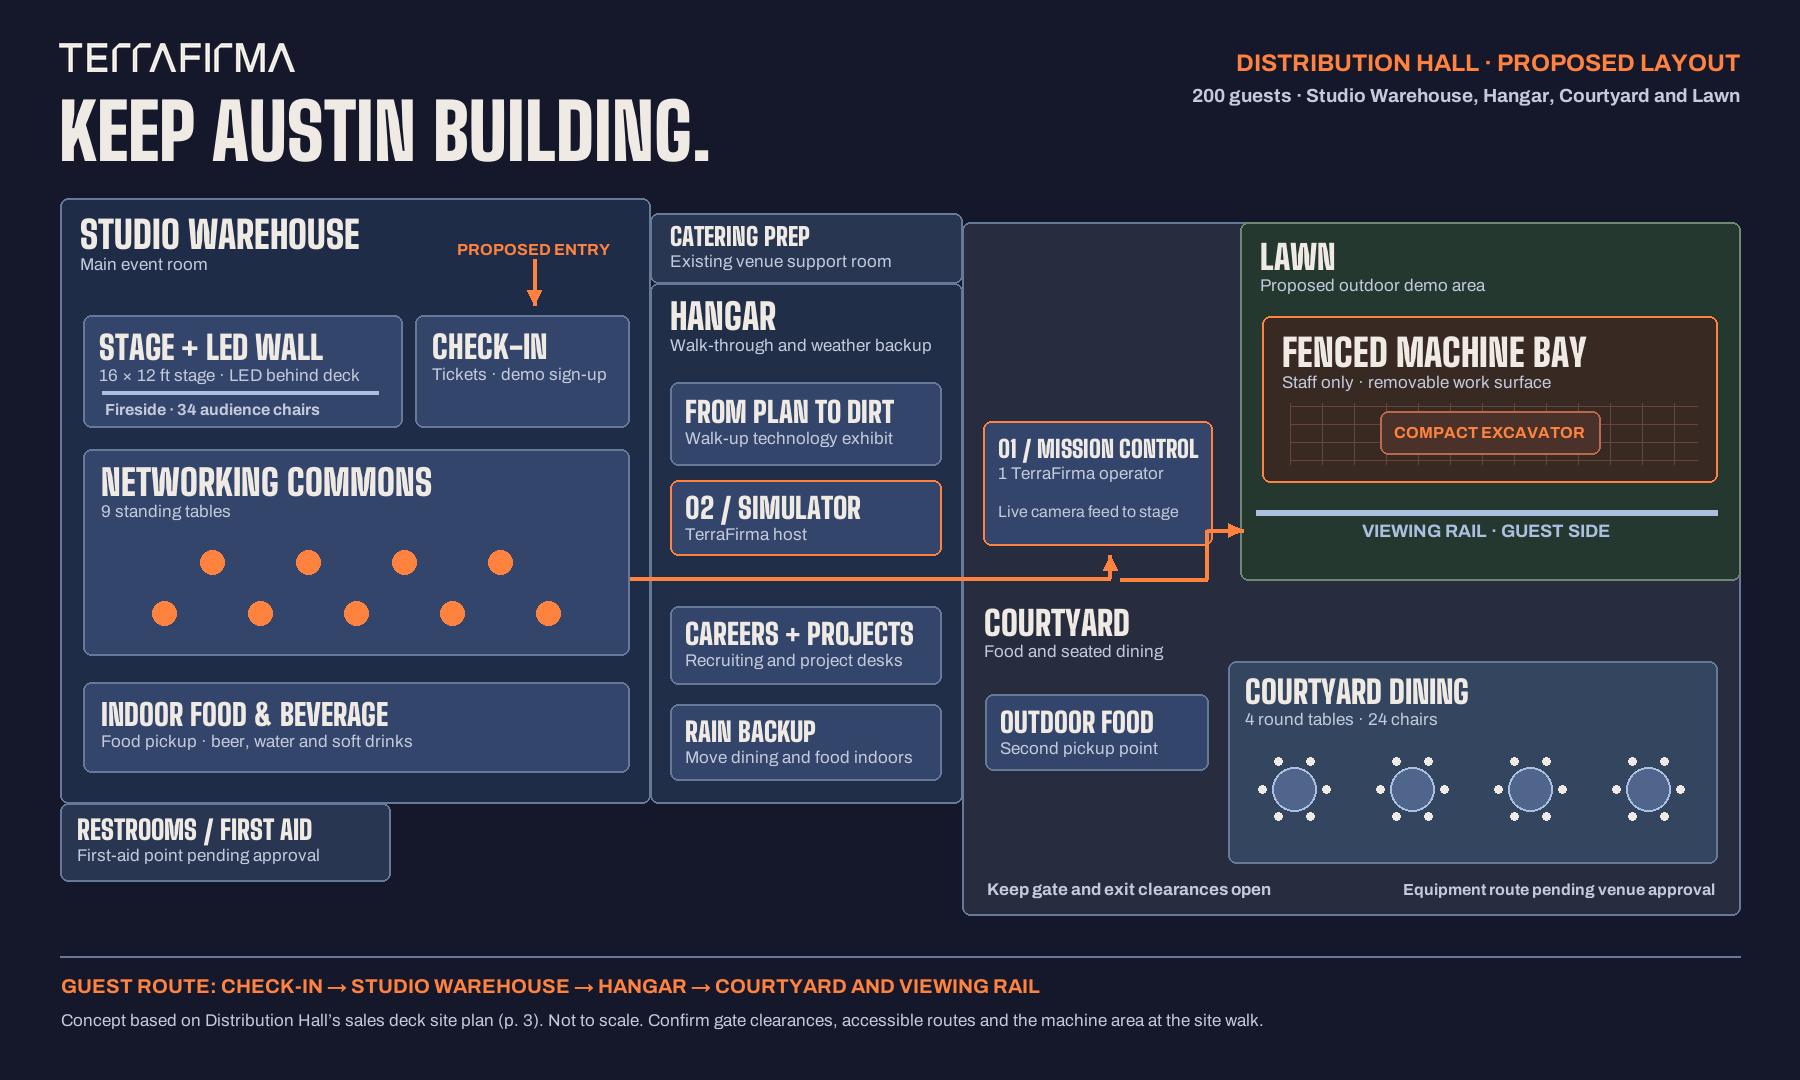 TERRAFIRMA
KEEP AUSTIN BUILDING.
DISTRIBUTION HALL · PROPOSED LAYOUT
200 guests · Studio Warehouse, Hangar, Courtyard and Lawn
STUDIO WAREHOUSE
Main event room
PROPOSED ENTRY
STAGE + LED WALL
16 × 12 ft stage · LED behind deck
Fireside · 34 audience chairs
CHECK-IN
Tickets · demo sign-up
NETWORKING COMMONS
9 standing tables
INDOOR FOOD & BEVERAGE
Food pickup · beer, water and soft drinks
RESTROOMS / FIRST AID
First-aid point pending approval
CATERING PREP
Existing venue support room
HANGAR
Walk-through and weather backup
FROM PLAN TO DIRT
Walk-up technology exhibit
02 / SIMULATOR
TerraFirma host
CAREERS + PROJECTS
Recruiting and project desks
RAIN BACKUP
Move dining and food indoors
01 / MISSION CONTROL
1 TerraFirma operator
Live camera feed to stage
LAWN
Proposed outdoor demo area
FENCED MACHINE BAY
Staff only · removable work surface
COMPACT EXCAVATOR
VIEWING RAIL · GUEST SIDE
COURTYARD
Food and seated dining
OUTDOOR FOOD
Second pickup point
COURTYARD DINING
4 round tables · 24 chairs
Keep gate and exit clearances open
Equipment route pending venue approval
GUEST ROUTE: CHECK-IN → STUDIO WAREHOUSE → HANGAR → COURTYARD AND VIEWING RAIL
Concept based on Distribution Hall’s sales deck site plan (p. 3). Not to scale. Confirm gate clearances, accessible routes and the machine area at the site walk.